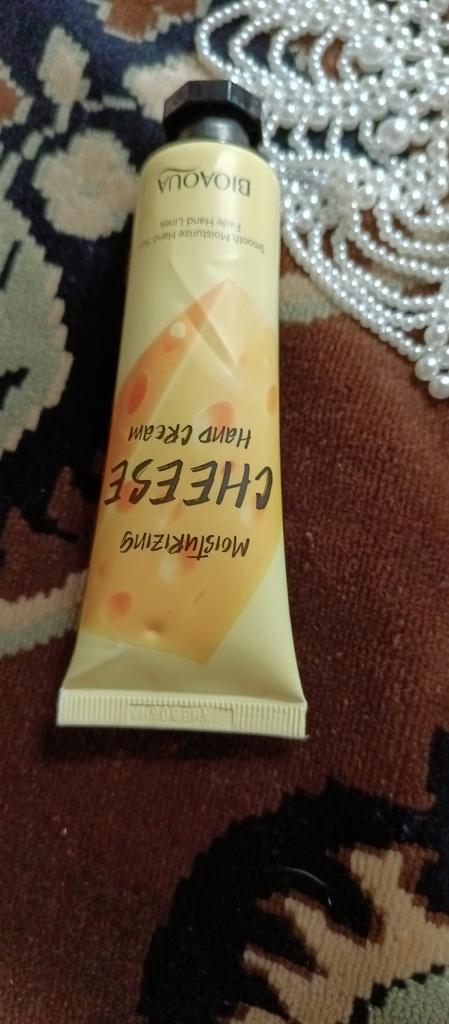 MOISTURIZING
CHEESE
HAND CREAM
Smooth Moisturize Hand Skin
Fade Hand Lines
BIOAQUA